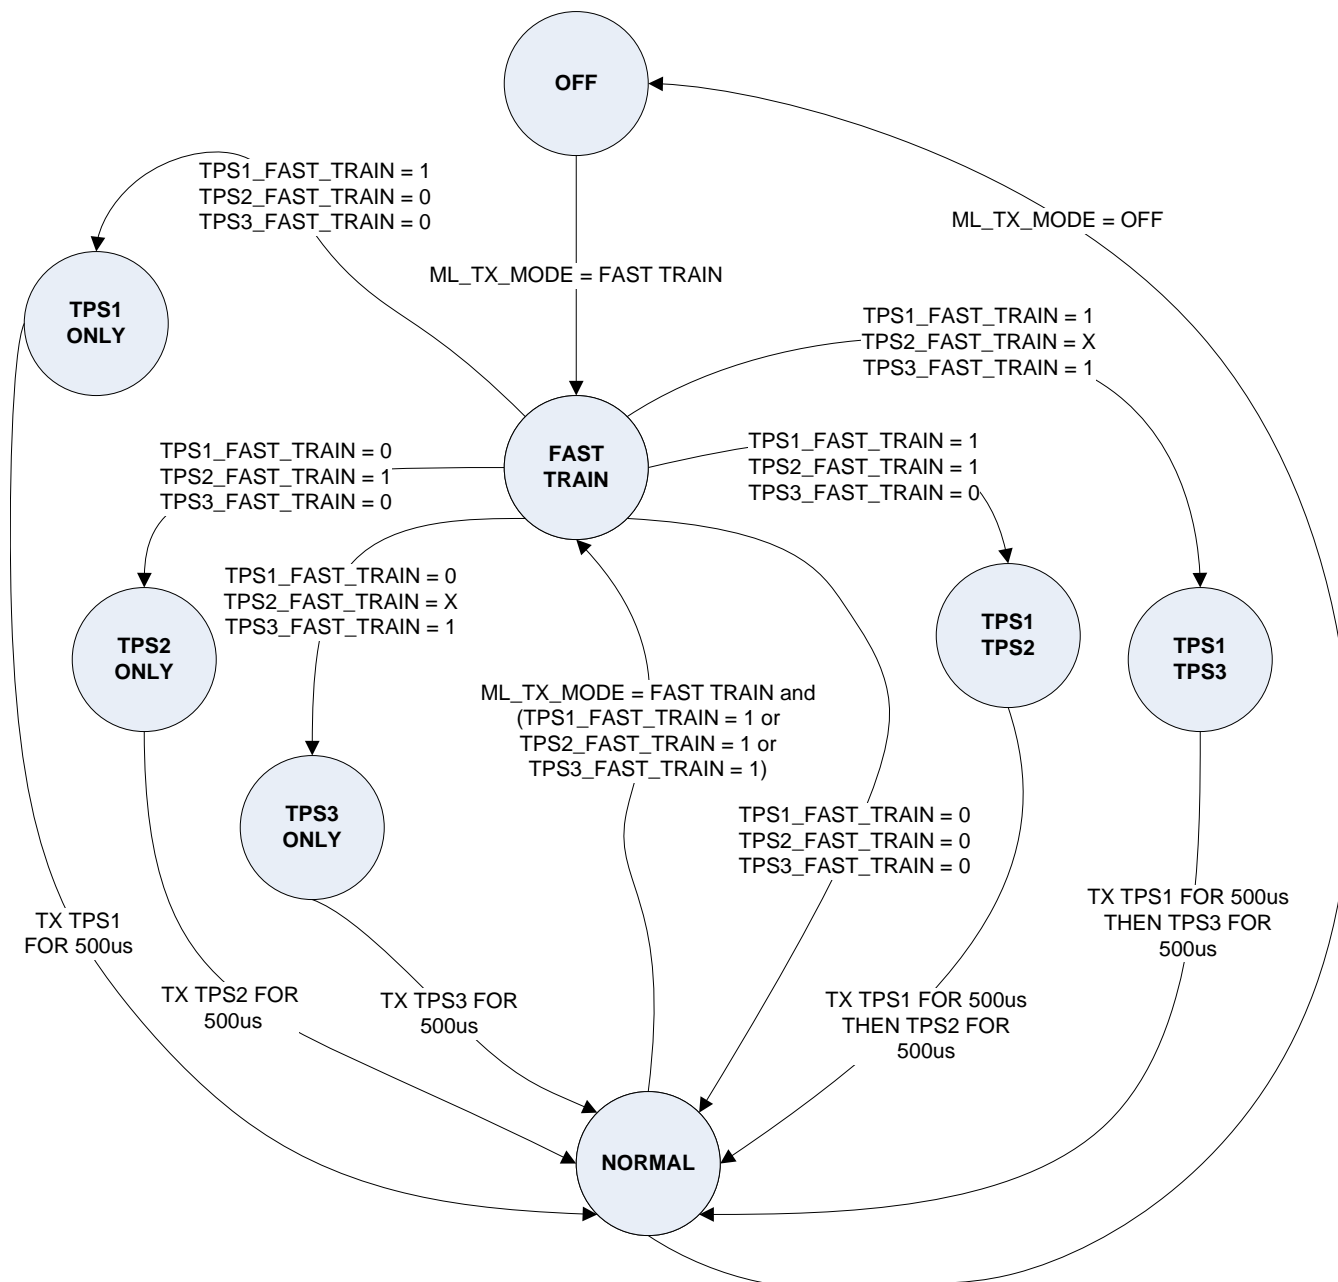 OFF
TPS1_FAST_TRAIN = 1
TPS2_FAST_TRAIN = 0
TPS3_FAST_TRAIN = 0
ML_TX_MODE = OFF
ML_TX_MODE = FAST TRAIN
TPS1
ONLY
TPS1_FAST_TRAIN = 1
TPS2_FAST_TRAIN = X
TPS3_FAST_TRAIN = 1
FAST
TRAIN
TPS1_FAST_TRAIN = 0
TPS2_FAST_TRAIN = 1
TPS3_FAST_TRAIN = 0
TPS1_FAST_TRAIN = 1
TPS2_FAST_TRAIN = 1
TPS3_FAST_TRAIN = 0
TPS1_FAST_TRAIN = 0
TPS2_FAST_TRAIN = X
TPS3_FAST_TRAIN = 1
TPS2
ONLY
TPS1
TPS2
TPS1
TPS3
ML_TX_MODE = FAST TRAIN and
(TPS1_FAST_TRAIN = 1 or
TPS2_FAST_TRAIN = 1 or
TPS3_FAST_TRAIN = 1)
TPS3
ONLY
TPS1_FAST_TRAIN = 0
TPS2_FAST_TRAIN = 0
TPS3_FAST_TRAIN = 0
TX TPS1
FOR 500us
TX TPS1 FOR 500us
THEN TPS3 FOR
500us
TX TPS2 FOR
500us
TX TPS3 FOR
500us
TX TPS1 FOR 500us
THEN TPS2 FOR
500us
NORMAL